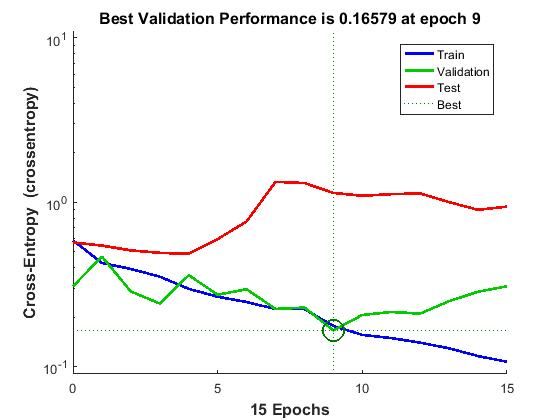 Best Validation Performance is 0.16579 at epoch 9
Cross-Entropy (crossentropy)
10^1
10^0
10^-1
Train
Validation
Test
Best
0 5 10 15
15 Epochs